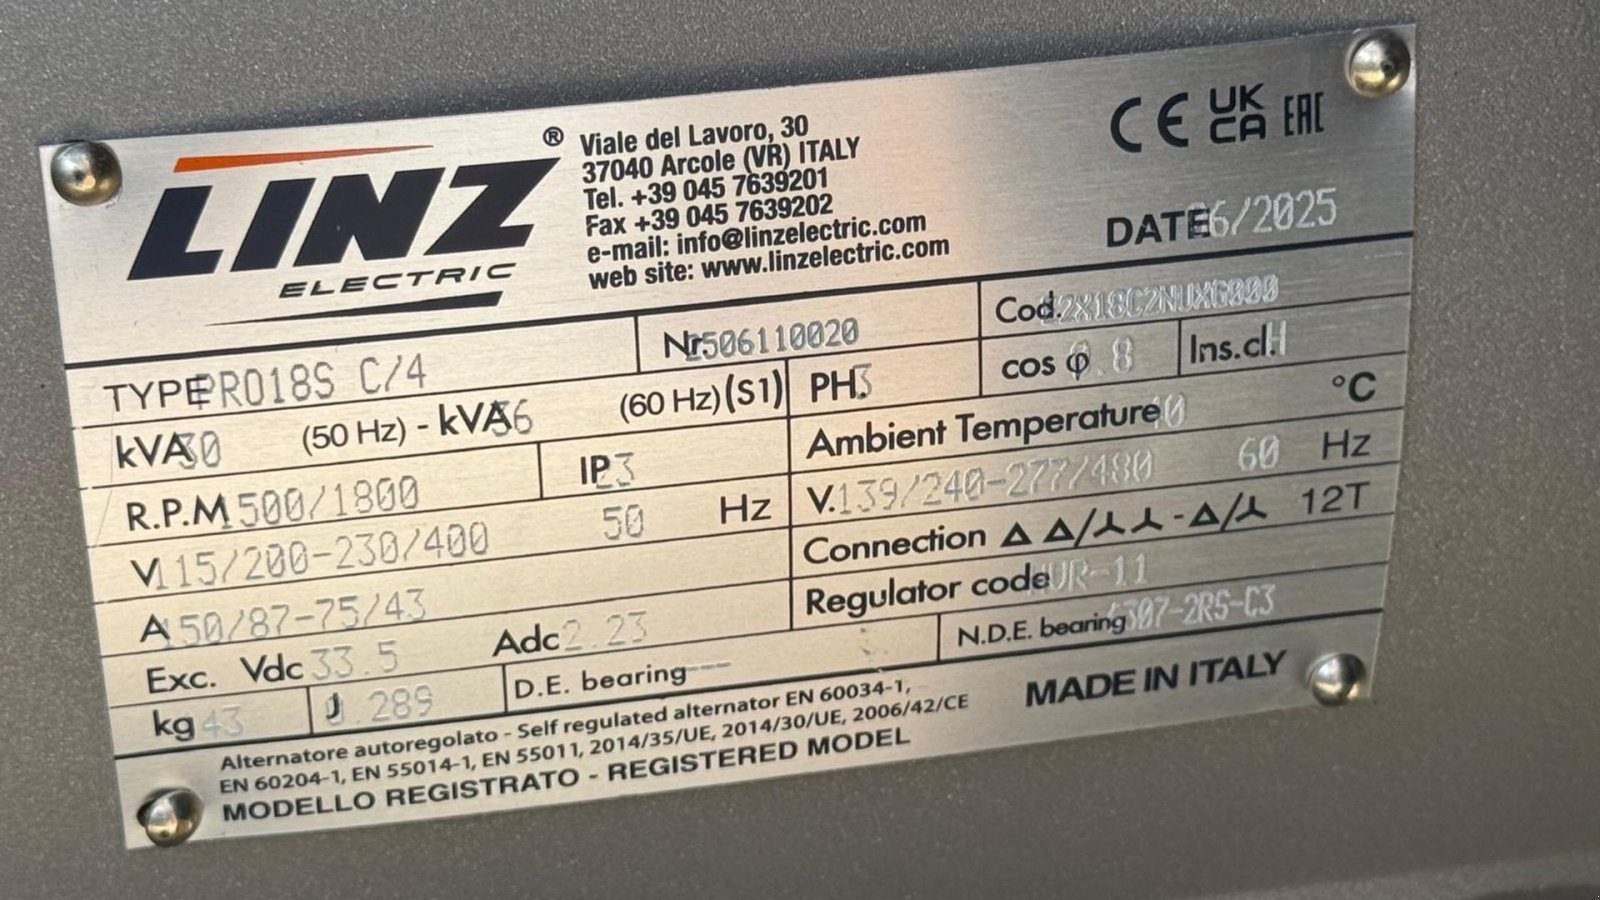 LINZ ®
ELECTRIC
Viale del Lavoro, 30
37040 Arcole (VR) ITALY
Tel. +39 045 7639201
Fax +39 045 7639202
e-mail: info@linzelectric.com
web site: www.linzelectric.com
CE UK CA EAC
DATE 06/2025
TYPE PRO18S C/4
Nr. 2506110020
Cod.
kVA 30 (50 Hz) - kVA 36 (60 Hz) (S1)
PH. 3
cos φ 0.8
Ins.cl. H
R.P.M. 1500/1800
IP 23
Ambient Temperature 40 °C
V 115/200-230/400 50 Hz
V. 139/240-277/480 60 Hz
A 150/87-75/43
Connection Δ Δ/⅄ ⅄ - Δ/⅄ 12T
Exc. Vdc 33.5 Adc 2.23
Regulator code HVR-11
kg 43
J 0.289
D.E. bearing ---
N.D.E. bearing 6307-2RS-C3
Alternatore autoregolato - Self regulated alternator EN 60034-1,
EN 60204-1, EN 55014-1, EN 55011, 2014/35/UE, 2014/30/UE, 2006/42/CE
MODELLO REGISTRATO - REGISTERED MODEL
MADE IN ITALY